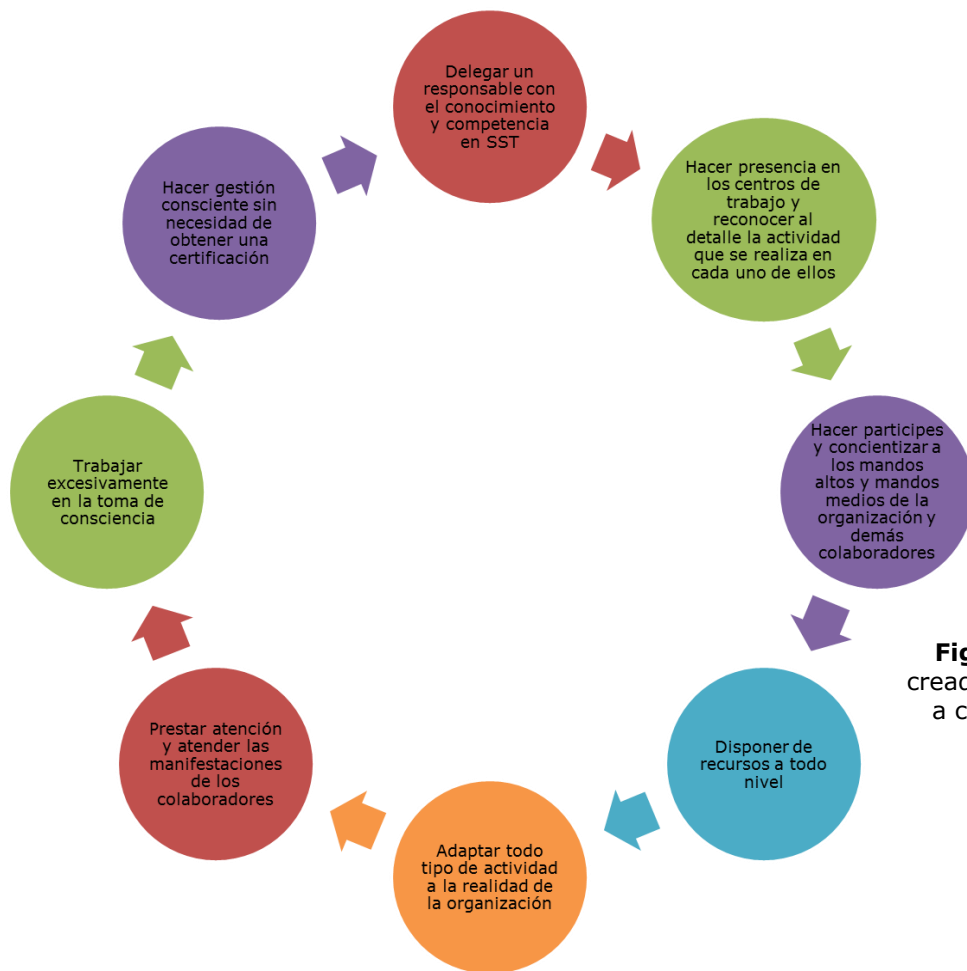 Delegar un
responsable con
el conocimiento
y competencia
en SST
Hacer presencia en
los centros de
trabajo y
reconocer al
detalle la actividad
que se realiza en
cada uno de ellos
Hacer participes
y concientizar a
los mandos
altos y mandos
medios de la
organización y
demás
colaboradores
Disponer de
recursos a todo
nivel
Adaptar todo
tipo de actividad
a la realidad de
la organización
Prestar atención
y atender las
manifestaciones
de los
colaboradores
Trabajar
excesivamente
en la toma de
consciencia
Hacer gestión
consciente sin
necesidad de
obtener una
certificación
Fig
cread
a c